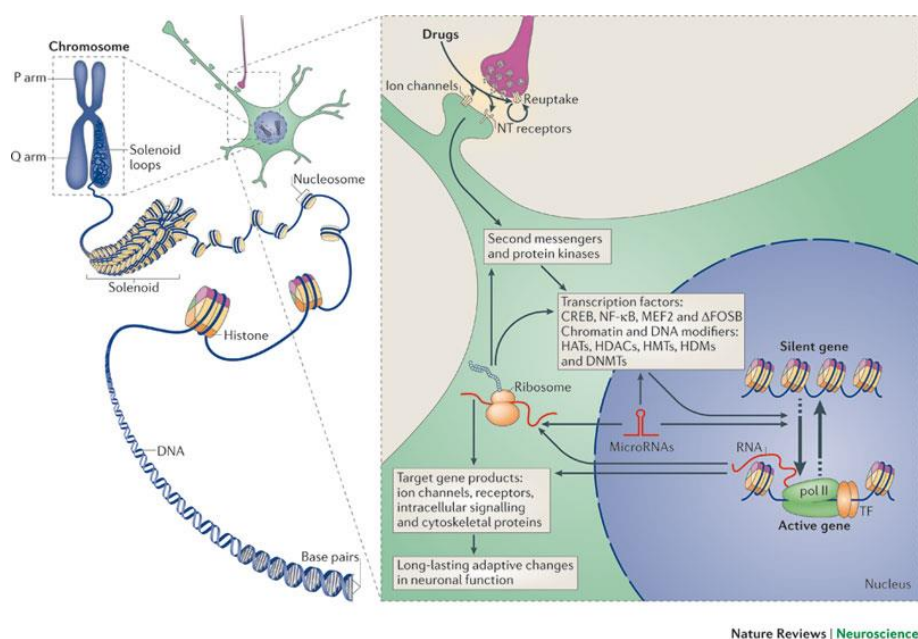 Chromosome
P arm
Q arm
Solenoid
loops
Nucleosome
Solenoid
Histone
DNA
Base pairs
Drugs
Ion channels
Reuptake
NT receptors
Second messengers
and protein kinases
Transcription factors:
CREB, NF-κB, MEF2 and ΔFOSB
Chromatin and DNA modifiers:
HATs, HDACs, HMTs, HDMs
and DNMTs
Silent gene
Ribosome
MicroRNAs
RNA
pol II
TF
Active gene
Target gene products:
ion channels, receptors,
intracellular signalling
and cytoskeletal proteins
Long-lasting adaptive changes
in neuronal function
Nucleus
Nature Reviews | Neuroscience